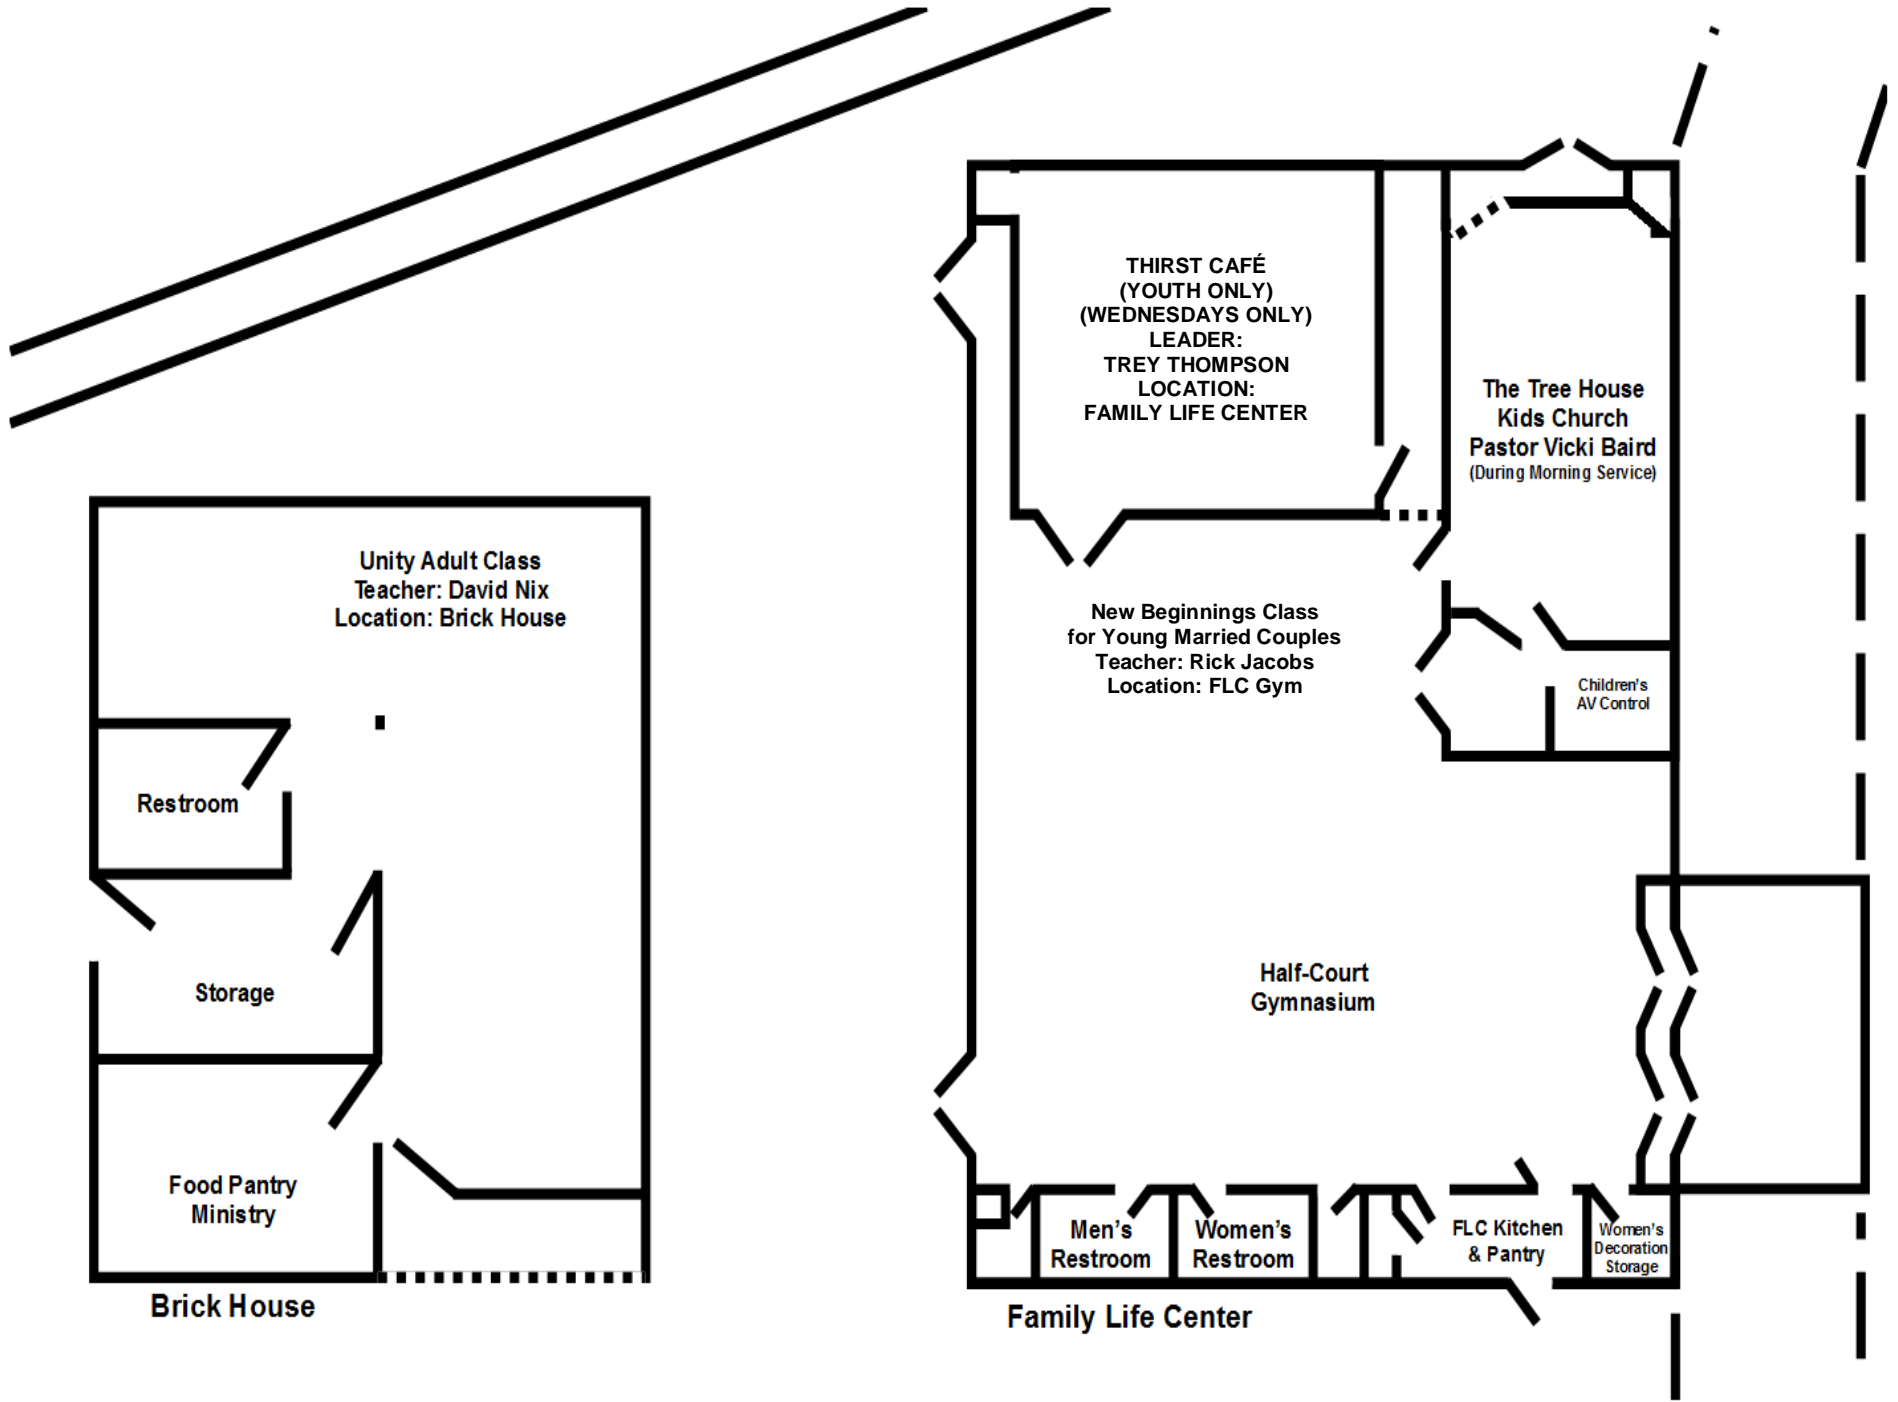 THIRST CAFÉ
(YOUTH ONLY)
(WEDNESDAYS ONLY)
LEADER:
TREY THOMPSON
LOCATION:
FAMILY LIFE CENTER
The Tree House
Kids Church
Pastor Vicki Baird
(During Morning Service)
Unity Adult Class
Teacher: David Nix
Location: Brick House
New Beginnings Class
for Young Married Couples
Teacher: Rick Jacobs
Location: FLC Gym
Children's
AV Control
Restroom
Storage
Half-Court
Gymnasium
Food Pantry
Ministry
Men's
Restroom
Women's
Restroom
FLC Kitchen
& Pantry
Women's
Decoration
Storage
Brick House
Family Life Center